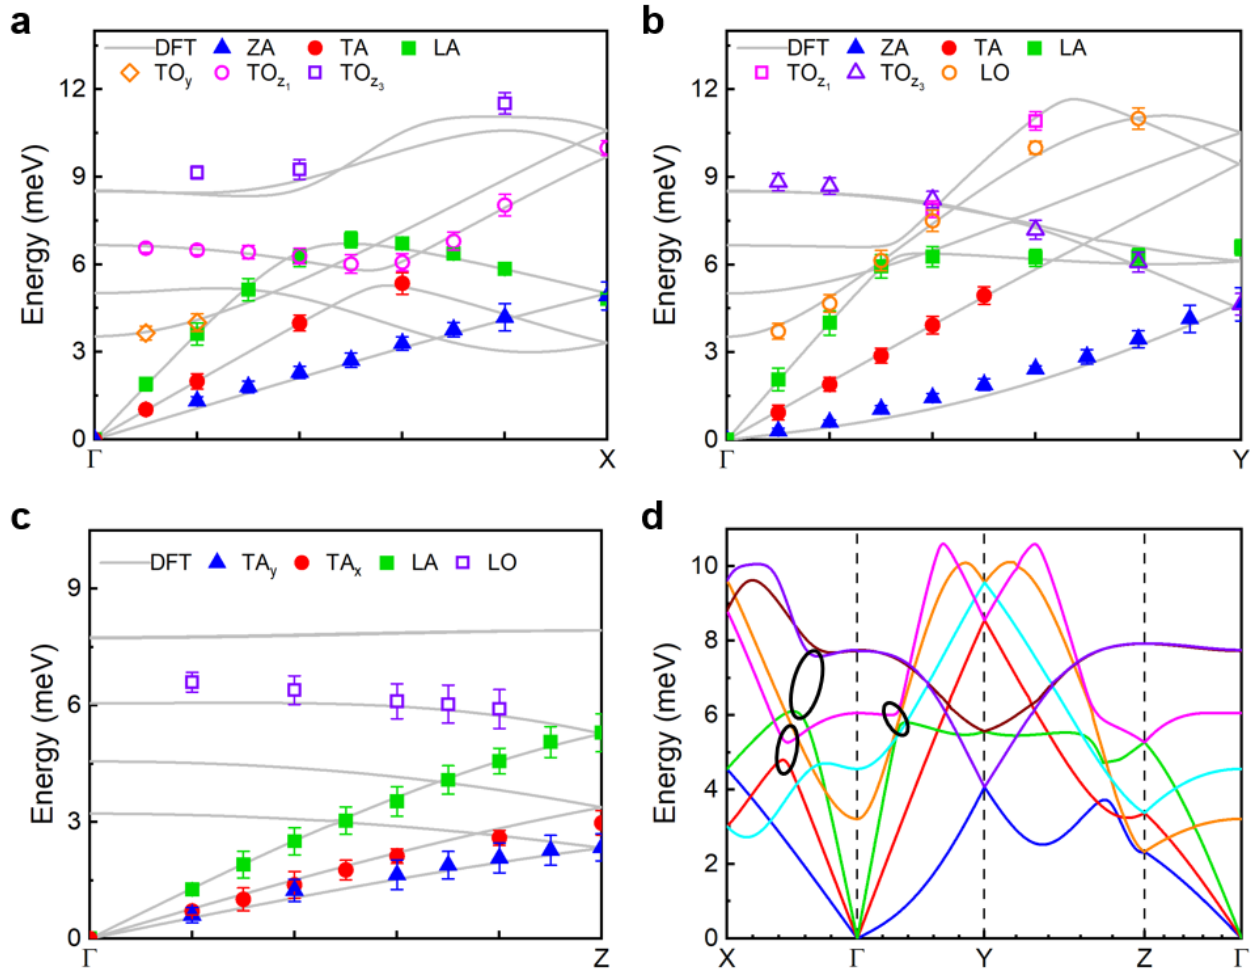 a
DFT ZA TA LA
TOy TOz1 TOz3
Energy (meV)
12
9
6
3
0
Γ X
b
DFT ZA TA LA
TOz1 TOz3 LO
Energy (meV)
12
9
6
3
0
Γ Y
c
DFT TAy TAx LA LO
Energy (meV)
9
6
3
0
Γ Z
d
Energy (meV)
10
8
6
4
2
0
X Γ Y Z Γ